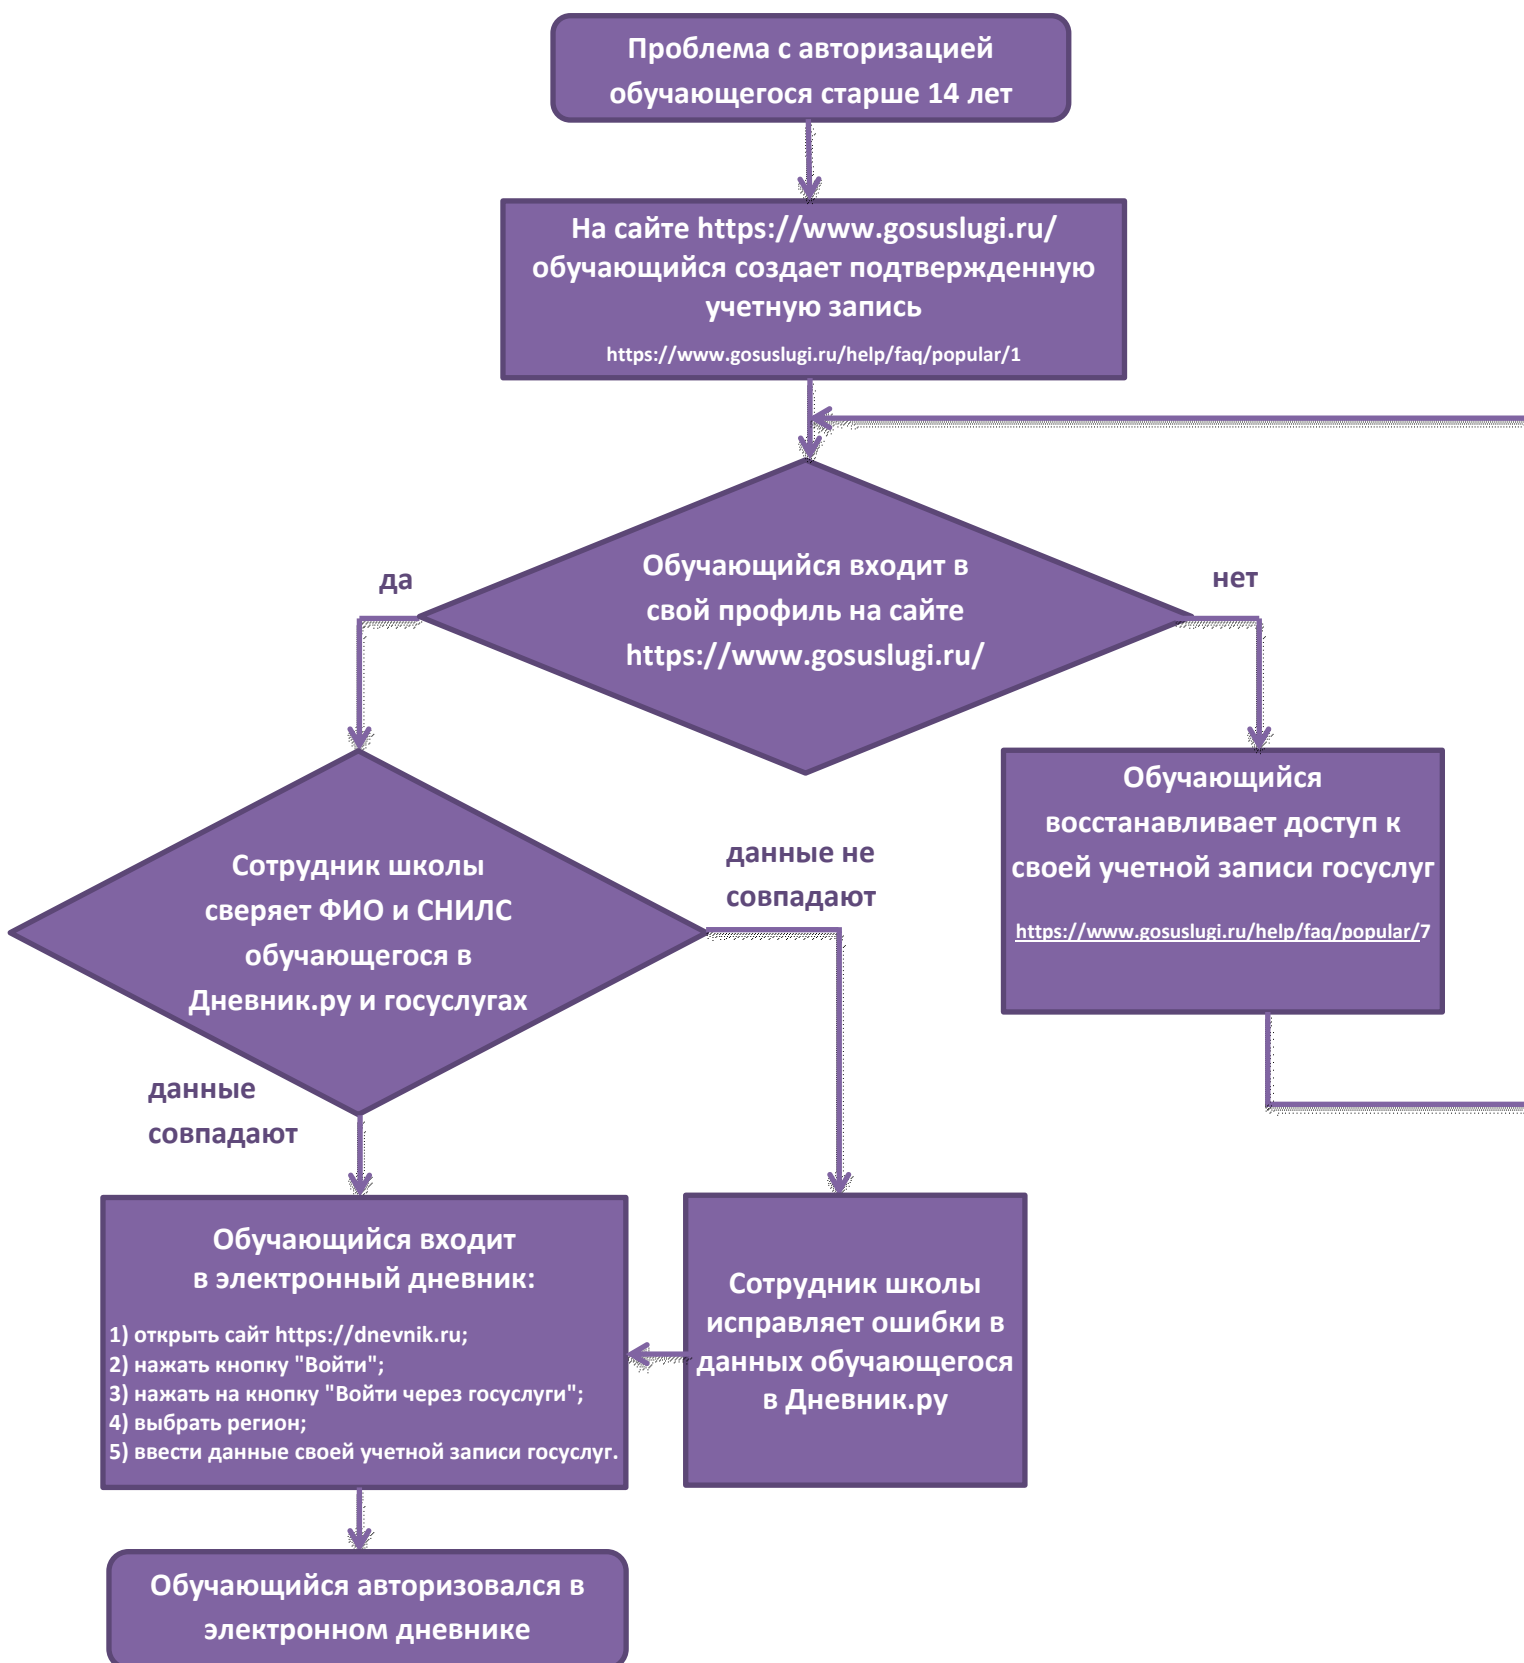 Проблема с авторизацией
обучающегося старше 14 лет
На сайте https://www.gosuslugi.ru/
обучающийся создает подтвержденную
учетную запись
https://www.gosuslugi.ru/help/faq/popular/1
Обучающийся входит в
свой профиль на сайте
https://www.gosuslugi.ru/
да
нет
Обучающийся
восстанавливает доступ к
своей учетной записи госуслуг
https://www.gosuslugi.ru/help/faq/popular/7
Сотрудник школы
сверяет ФИО и СНИЛС
обучающегося в
Дневник.ру и госуслугах
данные не
совпадают
данные
совпадают
Обучающийся входит
в электронный дневник:
1) открыть сайт https://dnevnik.ru;
2) нажать кнопку "Войти";
3) нажать на кнопку "Войти через госуслуги";
4) выбрать регион;
5) ввести данные своей учетной записи госуслуг.
Сотрудник школы
исправляет ошибки в
данных обучающегося
в Дневник.ру
Обучающийся авторизовался в
электронном дневнике